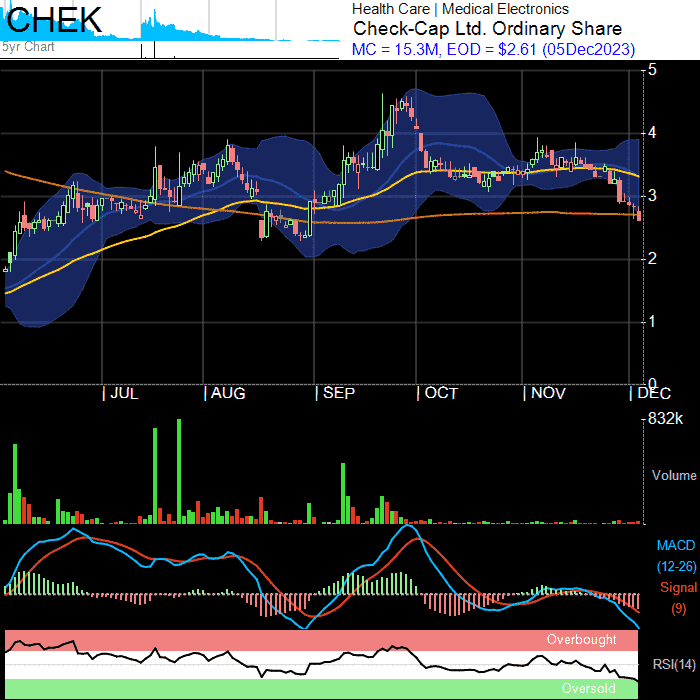 CHEK
5yr Chart
Health Care | Medical Electronics
Check-Cap Ltd. Ordinary Share
MC = 15.3M, EOD = $2.61 (05Dec2023)
5
4
3
2
1
0
JUL
AUG
SEP
OCT
NOV
DEC
832k
Volume
MACD
(12-26)
Signal
(9)
Overbought
RSI(14)
Oversold